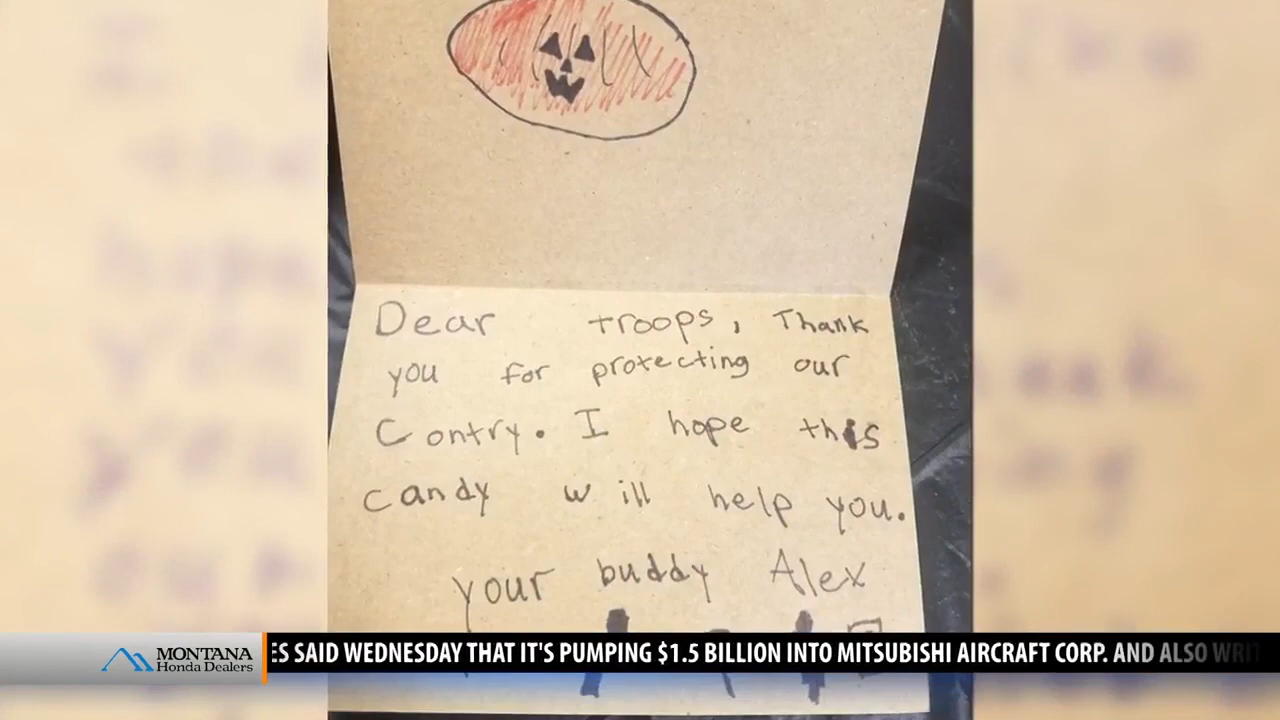 Dear troops, Thank
you for protecting our
Contry. I hope this
candy will help you.
your buddy Alex
MONTANA
Honda Dealers
ES SAID WEDNESDAY THAT IT'S PUMPING $1.5 BILLION INTO MITSUBISHI AIRCRAFT CORP. AND ALSO WRI